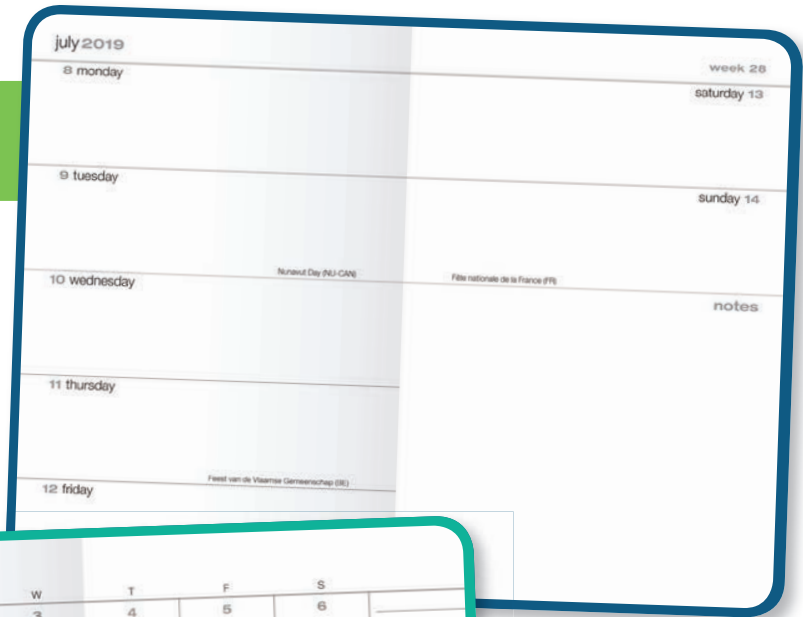 july 2019
8 monday
9 tuesday
Nunavut Day (NU-CAN)
10 wednesday
11 thursday
Feest van de Vlaamse Gemeenschap (BE)
12 friday
week 28
saturday 13
sunday 14
Fête nationale de la France (FR)
notes
W T F S
3 4 5 6